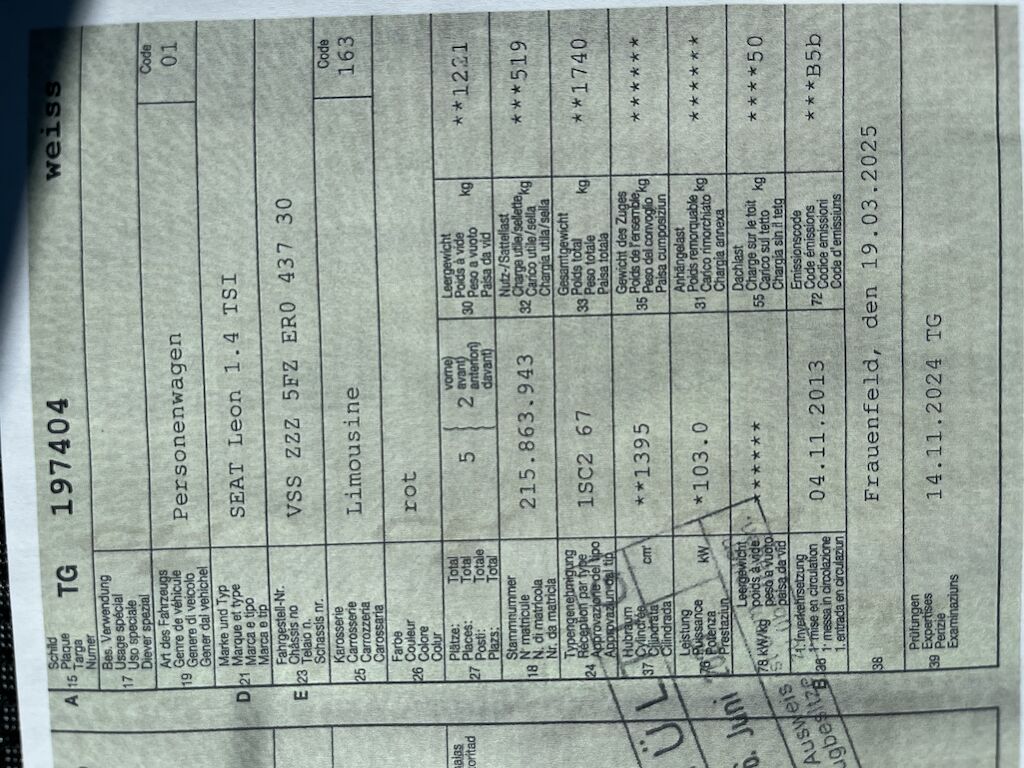 A 15 Schild
Plaque
Targa
Numer
TG 197404 weiss
17 Bes. Verwendung
Usage spécial
Uso speciale
Diever spezial
19 Art des Fahrzeugs
Genre de véhicule
Genere di veicolo
Gener dal vehichel
Personenwagen
Code
01
D 21 Marke und Typ
Marque et type
Marca e tipo
Marca e tip
SEAT Leon 1.4 TSI
E 23 Fahrgestell-Nr.
Châssis no
Telaio n.
Schassis nr.
VSS ZZZ 5FZ ER0 437 30
25 Karosserie
Carrosserie
Carrozzeria
Carossaria
Limousine
Code
163
26 Farbe
Couleur
Colore
Colur
rot
27 Plätze: Total
Places: Total
Posti: Totale
Plazs: Total
5 } 2
vorne)
avant)
anterion)
davant)
30 Leergewicht
Poids à vide
Peso a vuoto
Paisa da vid
kg
**1221
18 Stammnummer
N° matricule
N. di matricola
Nr. da matricla
215.863.943
32 Nutz-/Sattellast
Charge utile/sellette
Carico utile/sella
Chargia utila/sella
kg
***519
24 Typengenehmigung
Réception par type
Approvazione del tipo
Approvaziun dal tip
1SC2 67
33 Gesamtgewicht
Poids total
Peso totale
Paisa totala
kg
**1740
37 Hubraum
Cylindrée
Cilindrata
Cilindrada
cm³
**1395
35 Gewicht des Zuges
Poids de l'ensemble
Peso del convoglio
Paisa cumposiziun
kg
******
76 Leistung
Puissance
Potenza
Prestaziun
kW
*103.0
31 Anhängelast
Poids remorquable
Carico rimorchiato
Chargia annexa
kg
******
78 kW/kg Leergewicht
poids à vide
peso a vuoto
paisa da vid
******
55 Dachlast
Charge sur le toit
Carico sul tetto
Chargia sin il tetg
kg
****50
B 36 1. Inverkehrsetzung
1re mise en circulation
1a messa in circolazione
1. entrada en circulaziun
04.11.2013
72 Emissionscode
Code émissions
Codice emissioni
Code d'emissiuns
***B5b
38
Frauenfeld, den 19.03.2025
39 Prüfungen
Expertises
Perizie
Examinaziuns
14.11.2024 TG
ÜL
Juni
Ausweis